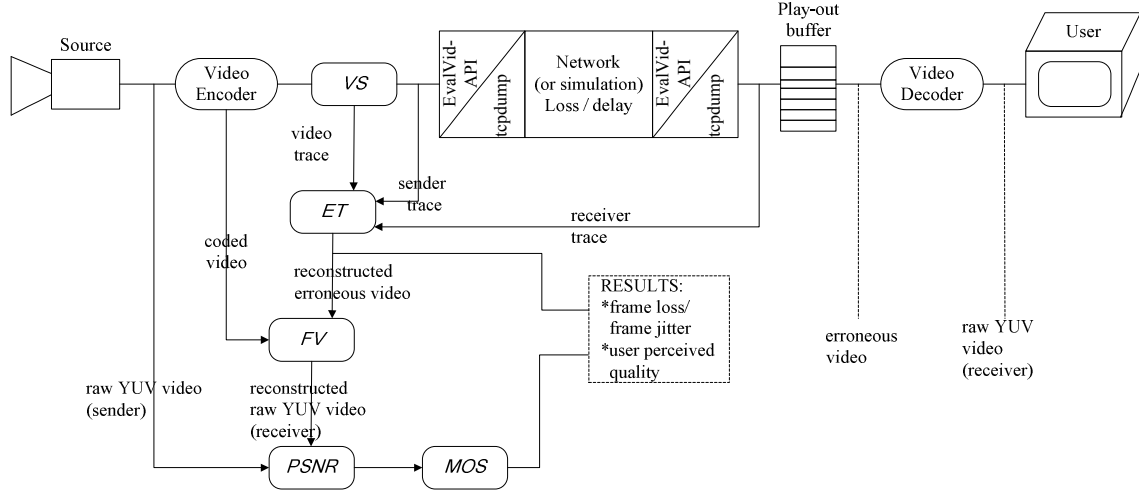 Source
Video
Encoder
VS
EvalVid-
API
tcpdump
Network
(or simulation)
Loss / delay
EvalVid-
API
tcpdump
Play-out
buffer
Video
Decoder
User
video
trace
sender
trace
ET
receiver
trace
coded
video
reconstructed
erroneous video
RESULTS:
*frame loss/
frame jitter
*user perceived
quality
erroneous
video
raw YUV
video
(receiver)
FV
raw YUV video
(sender)
reconstructed
raw YUV video
(receiver)
PSNR
MOS